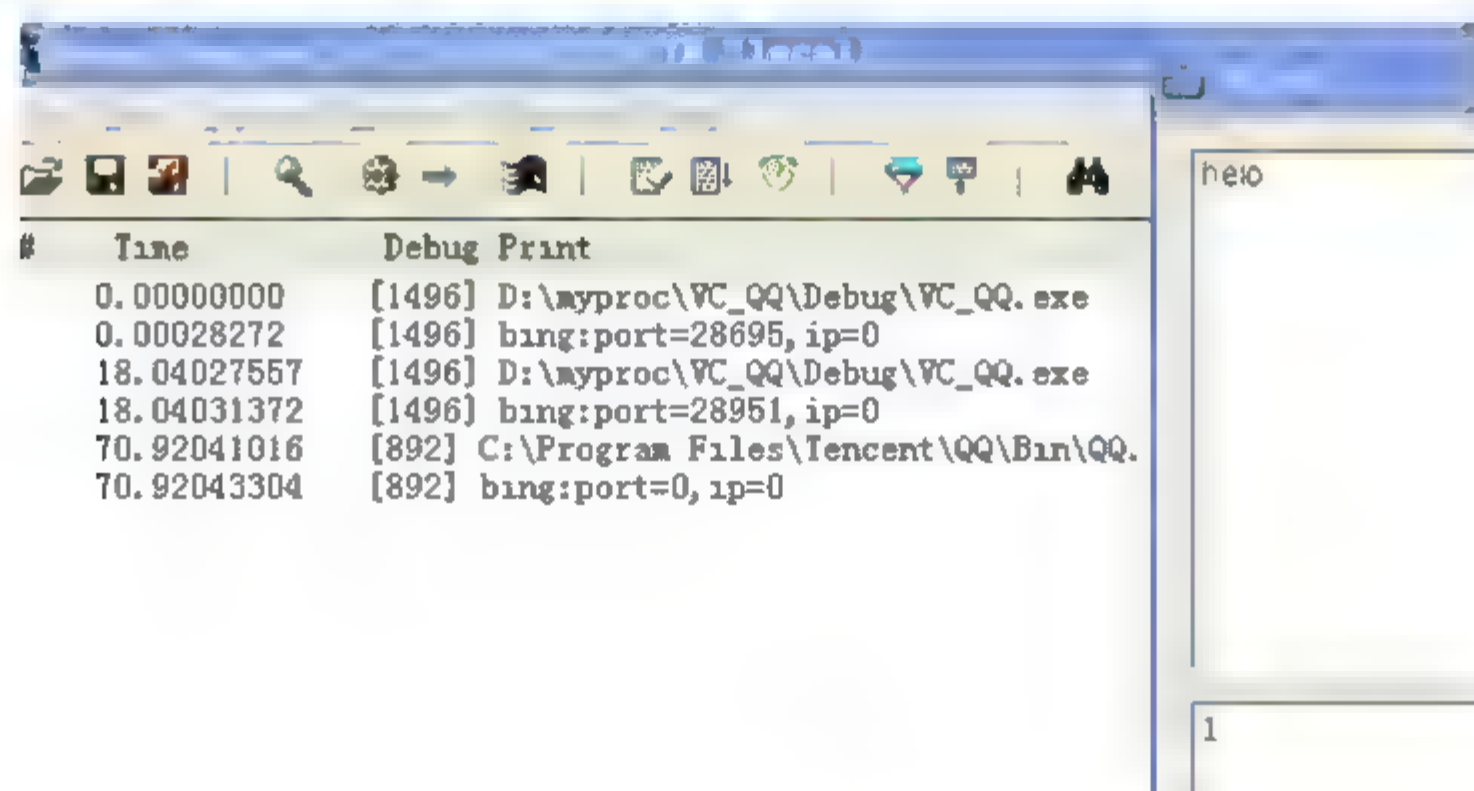 # Time Debug Print
0.00000000 [1496] D:\myproc\VC_QQ\Debug\VC_QQ.exe
0.00028272 [1496] bing:port=28695,ip=0
18.04027557 [1496] D:\myproc\VC_QQ\Debug\VC_QQ.exe
18.04031372 [1496] bing:port=28951,ip=0
70.92041016 [892] C:\Program Files\Tencent\QQ\Bin\QQ.
70.92043304 [892] bing:port=0,ip=0
helo
1